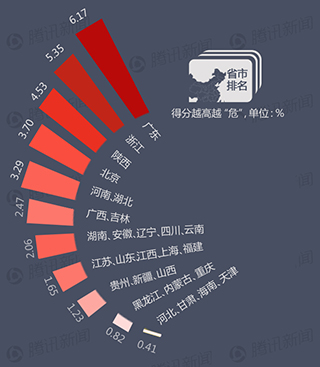 省市
排名
得分越高越“危”,单位:%
6.17 广东
5.35 浙江
4.53 陕西
3.70 北京
3.29 河南、湖北
2.47 广西、吉林
2.06 湖南、安徽、辽宁、四川、云南
1.65 江苏、山东、江西、上海、福建
1.23 贵州、新疆、山西
0.82 黑龙江、内蒙古、重庆
0.41 河北、甘肃、海南、天津
腾讯新闻